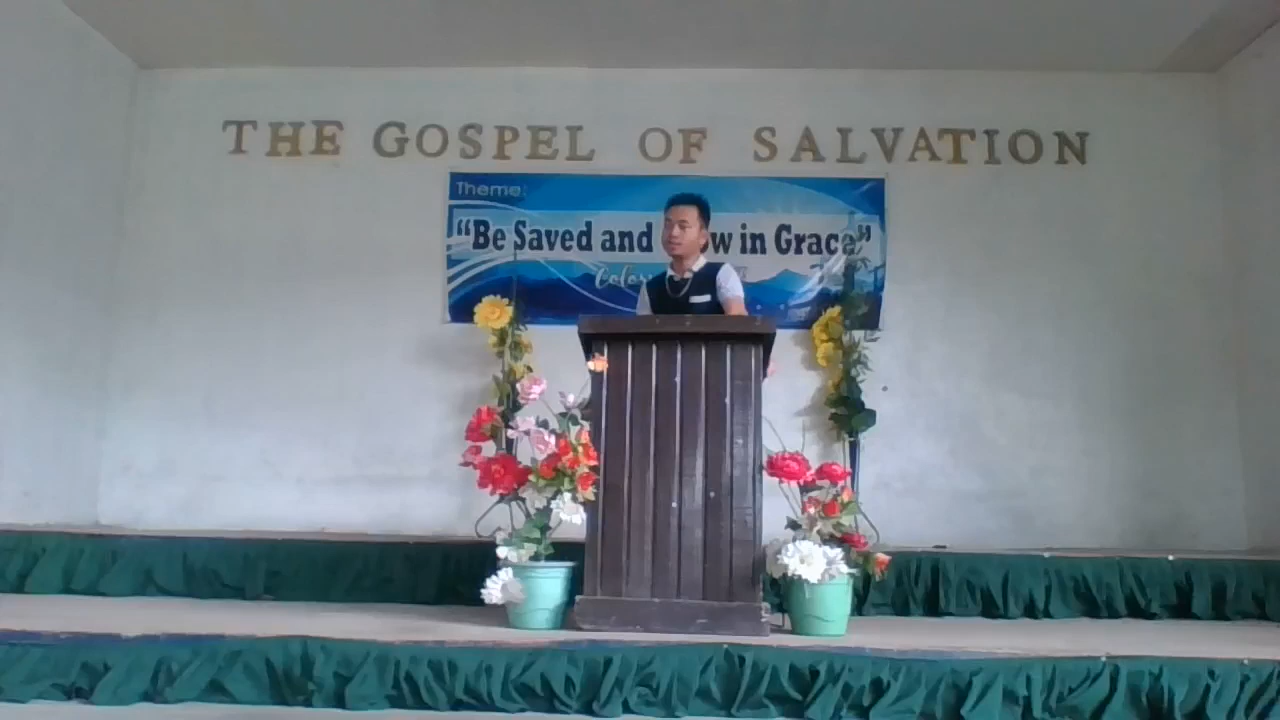 THE GOSPEL OF SALVATION
Theme:
"Be Saved and in Grace"